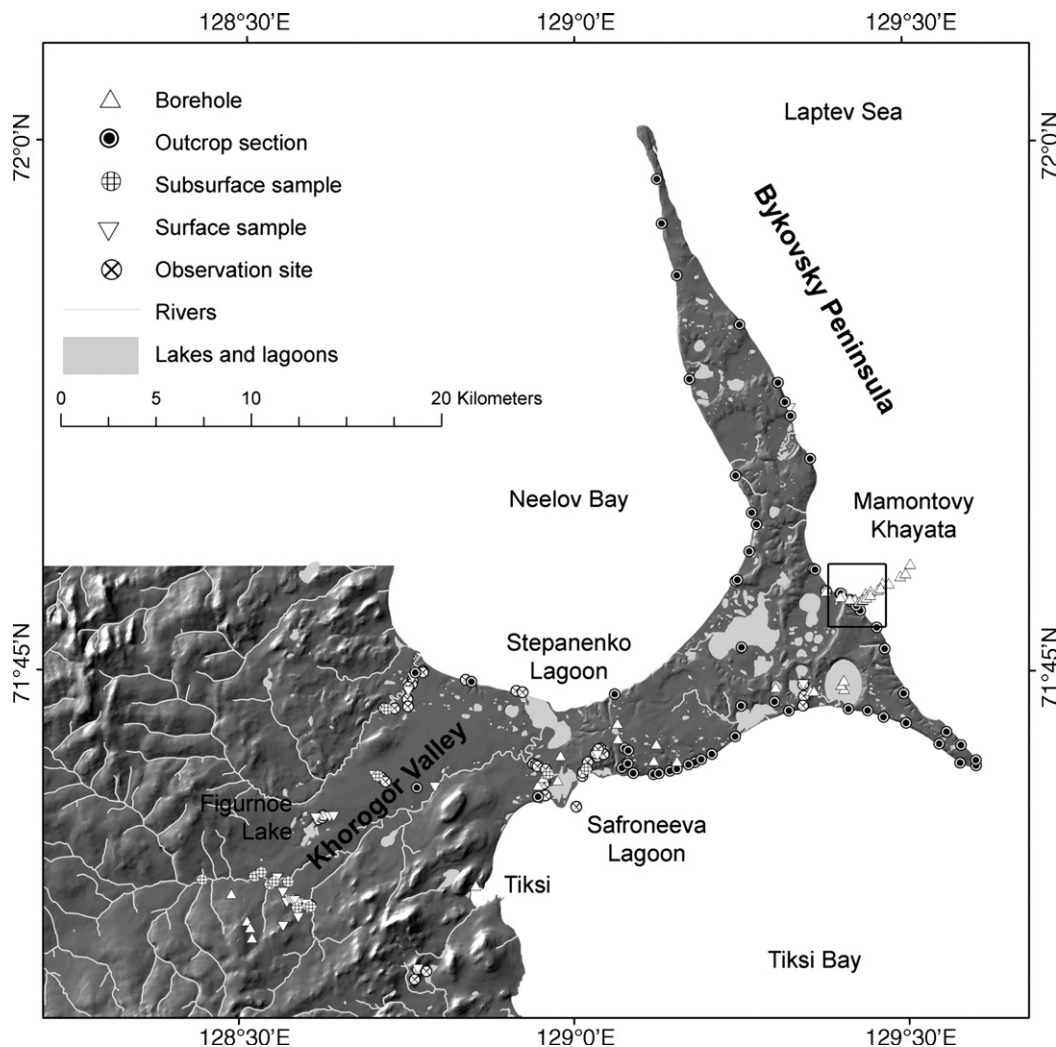 128°30'E 129°0'E 129°30'E
72°0'N
72°0'N
71°45'N
71°45'N
Borehole
Outcrop section
Subsurface sample
Surface sample
Observation site
Rivers
Lakes and lagoons
0 5 10 20 Kilometers
Laptev Sea
Bykovsky Peninsula
Neelov Bay
Mamontovy
Khayata
Stepanenko
Lagoon
Khorogor Valley
Figurnoe
Lake
Safroneeva
Lagoon
Tiksi
Tiksi Bay
128°30'E 129°0'E 129°30'E